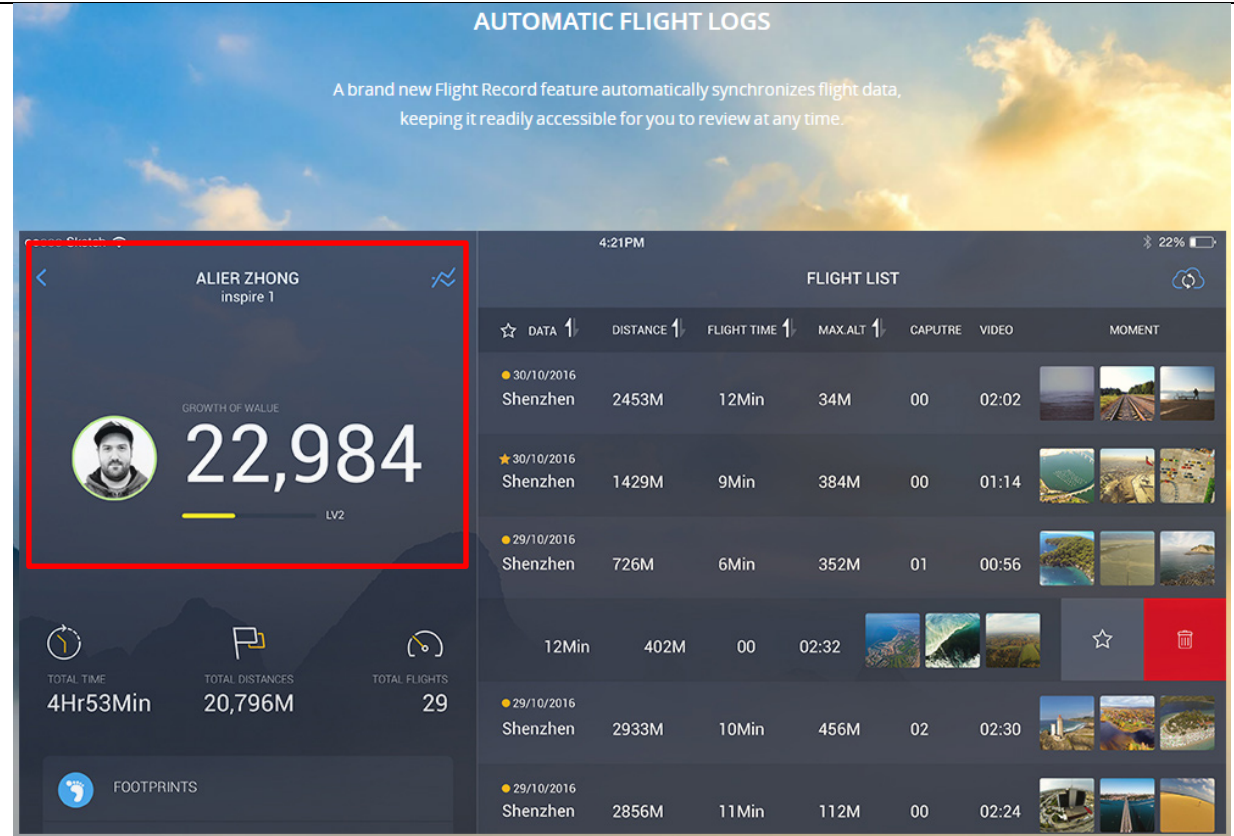 AUTOMATIC FLIGHT LOGS
A brand new Flight Record feature automatically synchronizes flight data,
keeping it readily accessible for you to review at any time.
Sketch
4:21PM
22%
ALIER ZHONG
inspire 1
GROWTH OF WALUE
22,984
LV2
TOTAL TIME
4Hr53Min
TOTAL DISTANCES
20,796M
TOTAL FLIGHTS
29
FOOTPRINTS
FLIGHT LIST
DATA DISTANCE FLIGHT TIME MAX.ALT CAPUTRE VIDEO MOMENT
30/10/2016
Shenzhen 2453M 12Min 34M 00 02:02
30/10/2016
Shenzhen 1429M 9Min 384M 00 01:14
29/10/2016
Shenzhen 726M 6Min 352M 01 00:56
12Min 402M 00 02:32
29/10/2016
Shenzhen 2933M 10Min 456M 02 02:30
29/10/2016
Shenzhen 2856M 11Min 112M 00 02:24